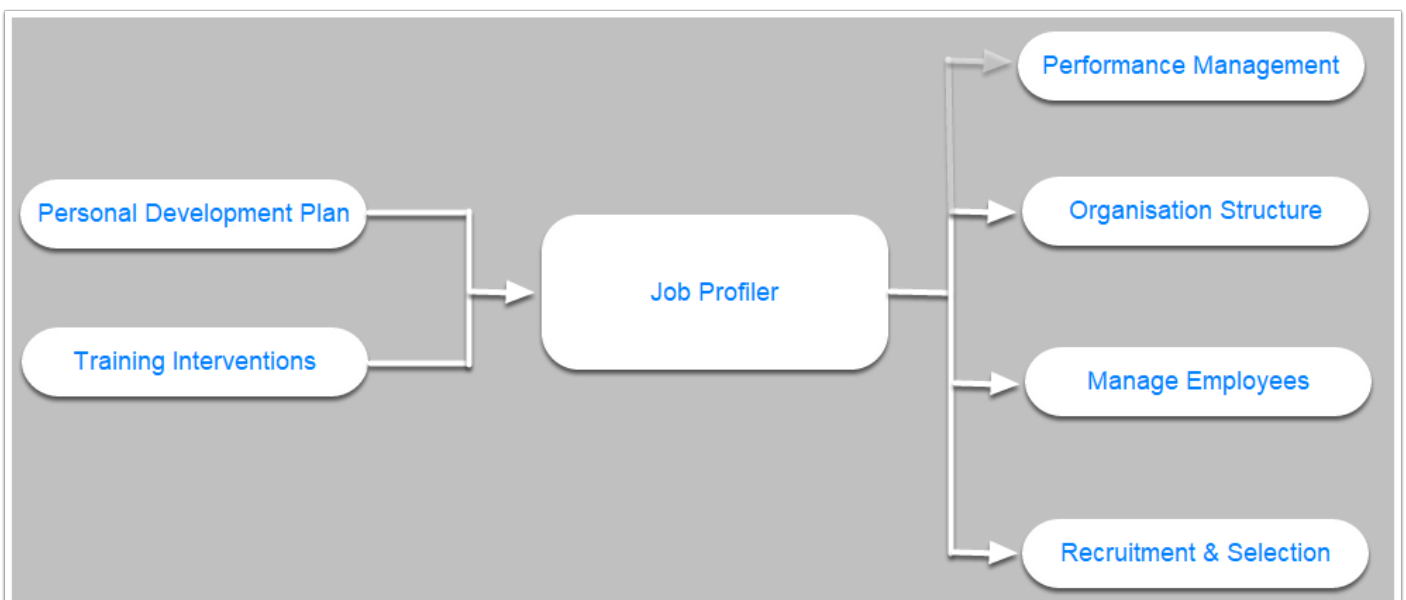 Performance Management
Personal Development Plan
Organisation Structure
Job Profiler
Training Interventions
Manage Employees
Recruitment & Selection